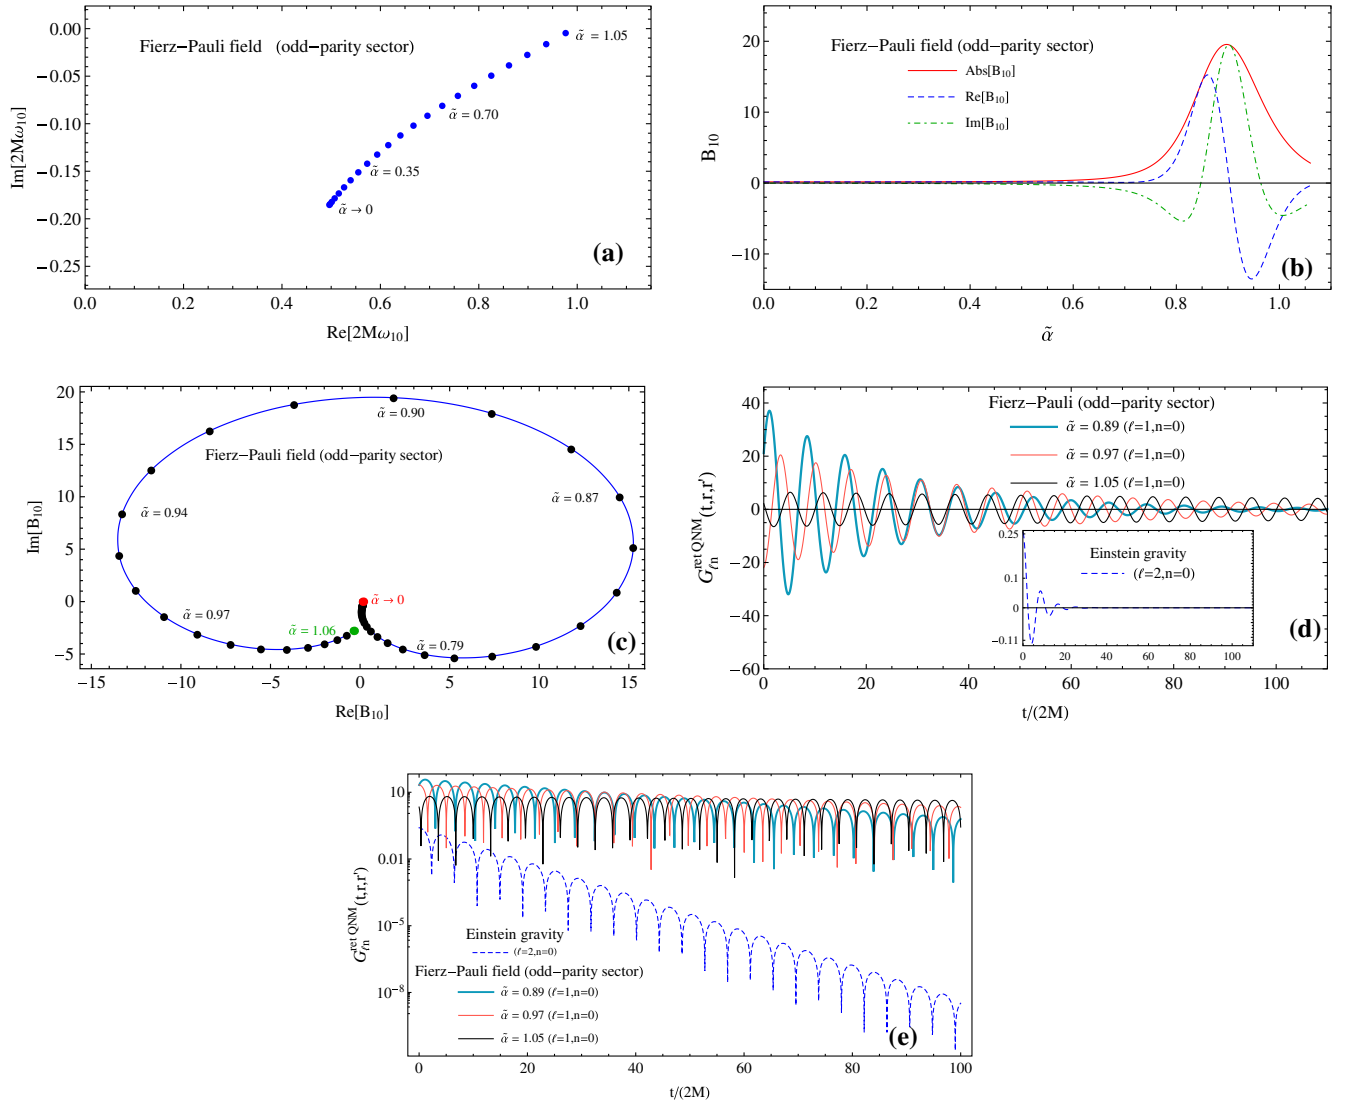 0.00
−0.05
−0.10
−0.15
−0.20
−0.25
Im[2Mω₁₀]
Fierz−Pauli field (odd−parity sector)
α̃ = 1.05
α̃ = 0.70
α̃ = 0.35
α̃ → 0
(a)
0.0 0.2 0.4 0.6 0.8 1.0
Re[2Mω₁₀]
20
10
0
−10
B₁₀
Fierz−Pauli field (odd−parity sector)
Abs[B₁₀]
Re[B₁₀]
Im[B₁₀]
(b)
0.0 0.2 0.4 0.6 0.8 1.0
α̃
20
15
10
5
0
−5
Im[B₁₀]
α̃ = 0.90
Fierz−Pauli field (odd−parity sector)
α̃ = 0.87
α̃ = 0.94
α̃ → 0
α̃ = 0.97
α̃ = 1.06
α̃ = 0.79
(c)
−15 −10 −5 0 5 10 15
Re[B₁₀]
40
20
0
−20
−40
−60
G_{ℓn}^{ret QNM}(t,r,r')
Fierz−Pauli (odd−parity sector)
α̃ = 0.89 (ℓ=1,n=0)
α̃ = 0.97 (ℓ=1,n=0)
α̃ = 1.05 (ℓ=1,n=0)
0.25
0.1
0
−0.11
Einstein gravity
(ℓ=2,n=0)
0 20 40 60 80 100
(d)
0 20 40 60 80 100
t/(2M)
10
0.01
10⁻⁵
10⁻⁸
G_{ℓn}^{ret QNM}(t,r,r')
Einstein gravity
(ℓ=2,n=0)
Fierz−Pauli field (odd−parity sector)
α̃ = 0.89 (ℓ=1,n=0)
α̃ = 0.97 (ℓ=1,n=0)
α̃ = 1.05 (ℓ=1,n=0)
(e)
0 20 40 60 80 100
t/(2M)